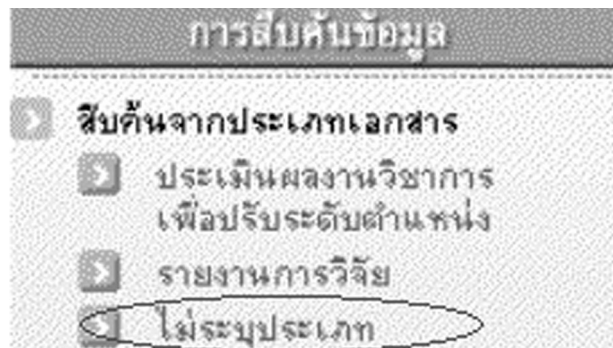 การสืบค้นข้อมูล
สืบค้นจากประเภทเอกสาร
ประเมินผลงานวิชาการ
เพื่อปรับระดับตำแหน่ง
รายงานการวิจัย
ไม่ระบุประเภท